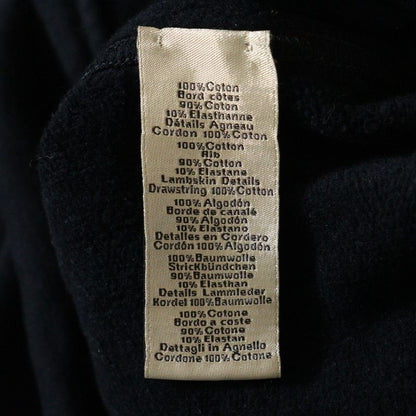 100%Coton
Bord côtes
90%Coton
10%Elasthanne
Détails Agneau
Cordon 100%Coton
100%Cotton
Rib
90%Cotton
10%Elastane
Lambskin Details
Drawstring 100%Cotton
100%Algodón
Borde de canalé
90%Algodón
10%Elastano
Detalles en Cordero
Cordón 100%Algodón
100%Baumwolle
Strickbündchen
90%Baumwolle
10%Elasthan
Details Lammleder
Kordel 100%Baumwolle
100%Cotone
Bordo a coste
90%Cotone
10%Elastan
Dettagli in Agnello
Cordone 100%Cotone